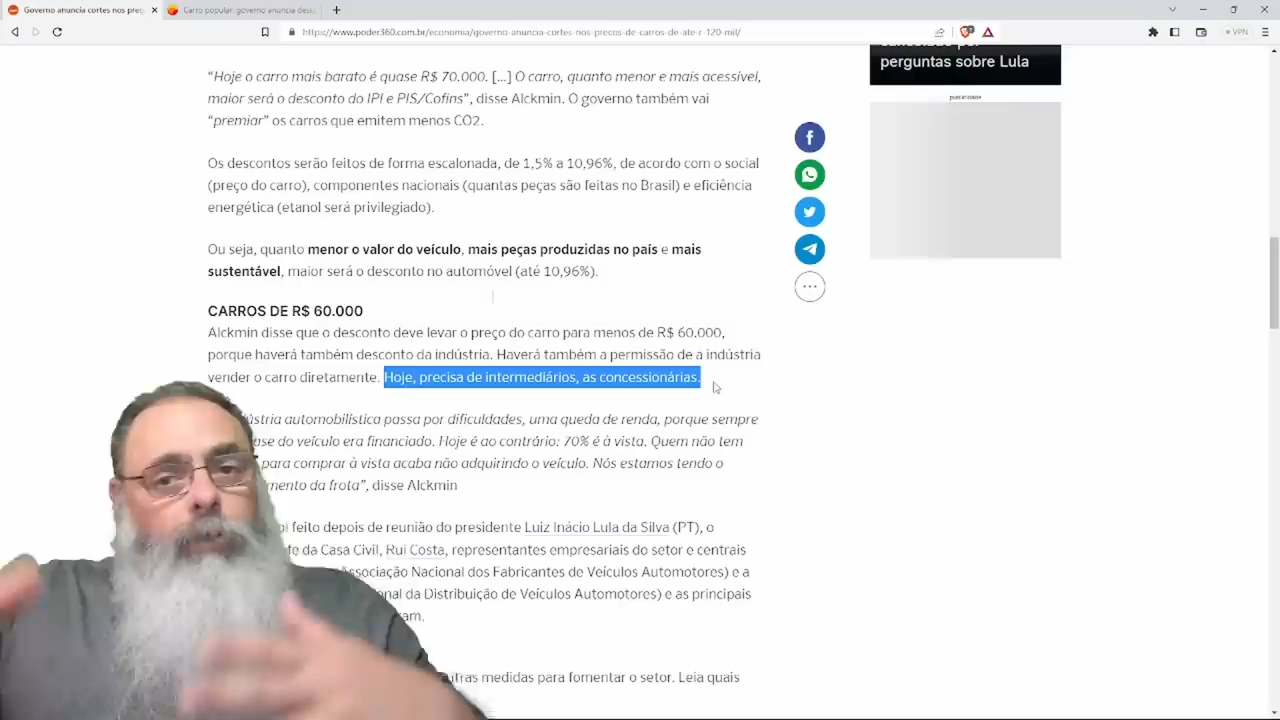 Governo anuncia cortes nos preç
Carro popular: governo anuncia desc
https://www.poder360.com.br/economia/governo-anuncia-cortes-nos-precos-de-carros-de-ate-r-120-mil/
VPN
perguntas sobre Lula
publicidade
“Hoje o carro mais barato é quase R$ 70.000. [...] O carro, quanto menor e mais acessível,
maior serão desconto do IPI e PIS/Cofins”, disse Alckmin. O governo também vai
“premiar” os carros que emitem menos CO2.
Os descontos serão feitos de forma escalonada, de 1,5% a 10,96%, de acordo com o social
(preço do carro), componentes nacionais (quantas peças são feitas no Brasil) e eficiência
energética (etanol será privilegiado).
Ou seja, quanto menor o valor do veículo, mais peças produzidas no país e mais
sustentável, maior será o desconto no automóvel (até 10,96%).
CARROS DE R$ 60.000
Alckmin disse que o desconto deve levar o preço do carro para menos de R$ 60.000,
porque haverá também desconto da indústria. Haverá também a permissão de a indústria
vender o carro diretamente. Hoje, precisa de intermediários, as concessionárias.
dústria automobilística passa por dificuldades, uma queda de renda, porque sempre
use do veículo era financiado. Hoje é ao contrário: 70% é à vista. Quem não tem
para comprar à vista acaba não adquirindo o veículo. Nós estamos tendo o
mento da frota”, disse Alckmin
feito depois de reunião do presidente Luiz Inácio Lula da Silva (PT), o
fe da Casa Civil, Rui Costa, representantes empresariais do setor e centrais
Associação Nacional dos Fabricantes de Veículos Automotores) e a
onal da Distribuição de Veículos Automotores) e as principais
ram.
utras medidas para fomentar o setor. Leia quais